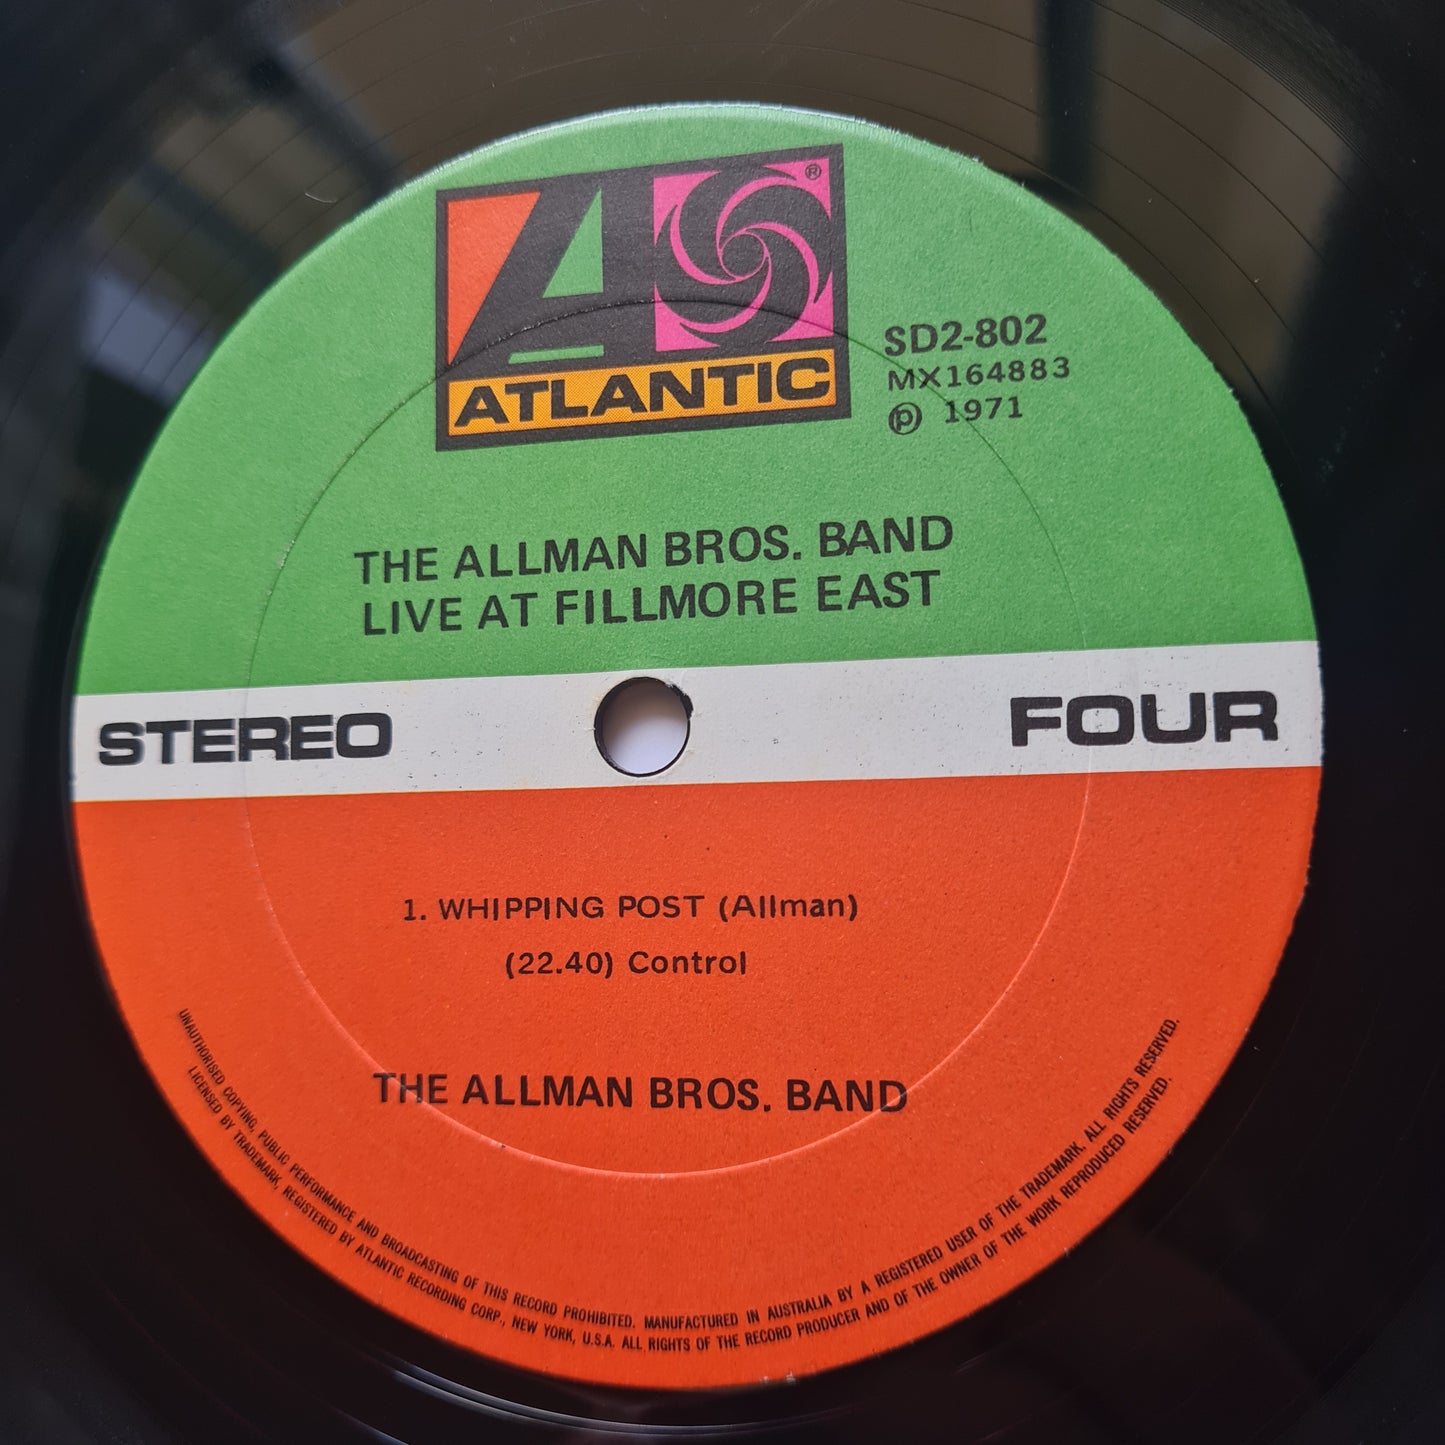 ®
ATLANTIC
SD2-802
MX164883
℗ 1971
THE ALLMAN BROS. BAND
LIVE AT FILLMORE EAST
STEREO
FOUR
1. WHIPPING POST (Allman)
(22.40) Control
THE ALLMAN BROS. BAND
UNAUTHORISED COPYING, PUBLIC PERFORMANCE AND BROADCASTING OF THIS RECORD PROHIBITED. MANUFACTURED IN AUSTRALIA BY A REGISTERED USER OF THE TRADEMARK. ALL RIGHTS RESERVED.
LICENSED BY TRADEMARK, REGISTERED BY ATLANTIC RECORDING CORP., NEW YORK, U.S.A. ALL RIGHTS OF THE RECORD PRODUCER AND OF THE OWNER OF THE WORK REPRODUCED RESERVED.